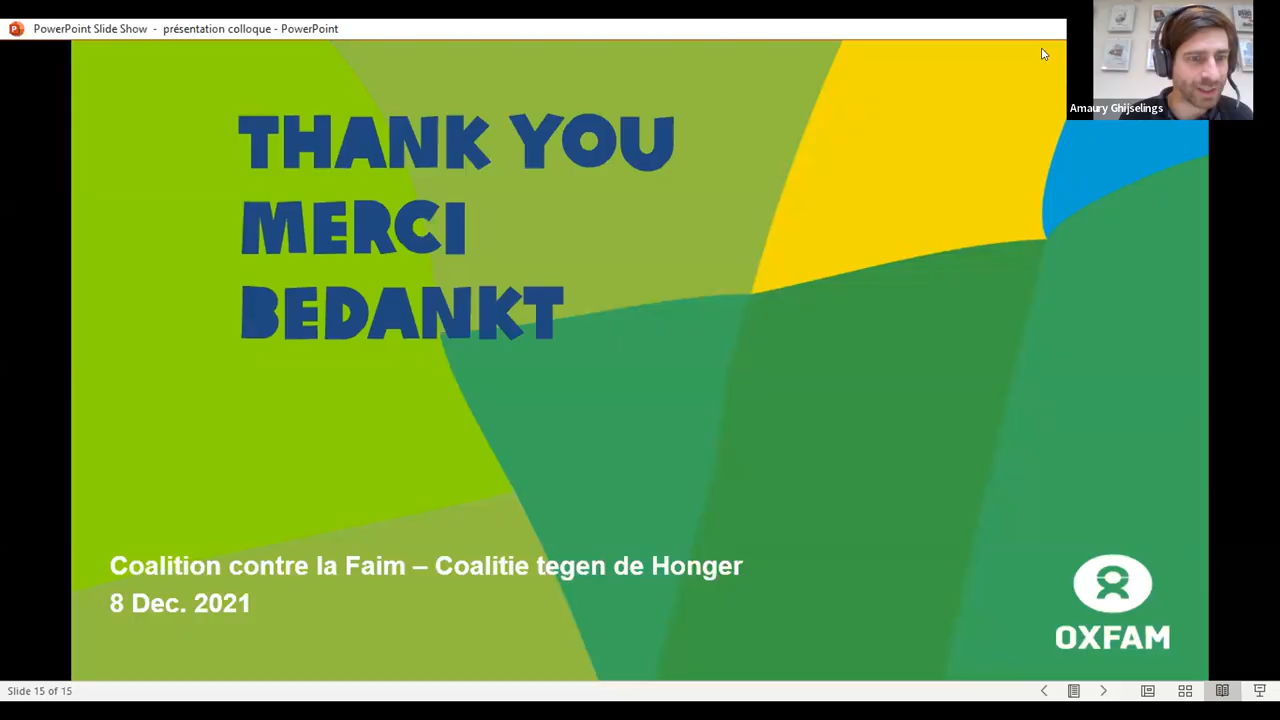 PowerPoint Slide Show - présentation colloque - PowerPoint
Amaury Ghijselings
THANK YOU
MERCI
BEDANKT
Coalition contre la Faim – Coalitie tegen de Honger
8 Dec. 2021
OXFAM
Slide 15 of 15